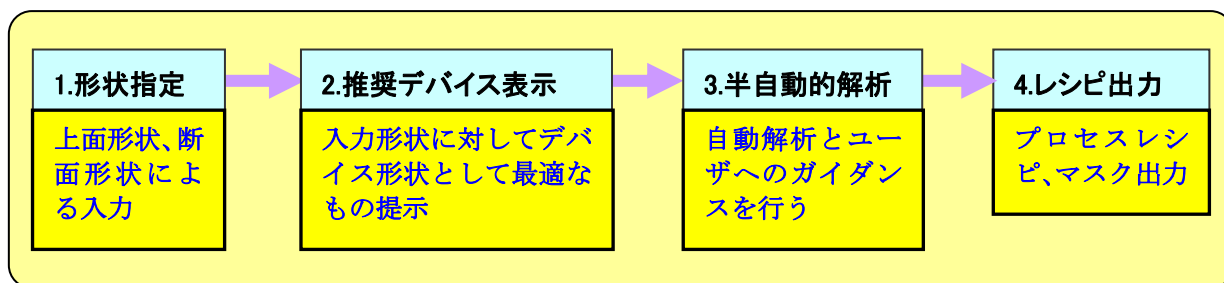 1.形状指定
上面形状、断
面形状によ
る入力
2.推奨デバイス表示
入力形状に対してデバ
イス形状として最適な
もの提示
3.半自動的解析
自動解析とユー
ザへのガイダン
スを行う
4.レシピ出力
プロセスレシ
ピ、マスク出力